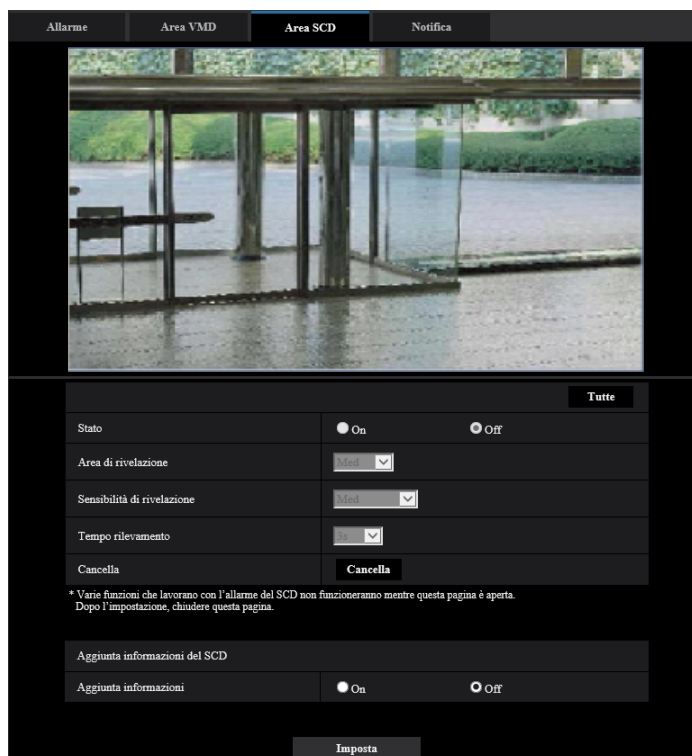 Allarme Area VMD Area SCD Notifica
Tutte
Stato On Off
Area di rivelazione Med
Sensibilità di rivelazione Med
Tempo rilevamento 3s
Cancella Cancella
* Varie funzioni che lavorano con l'allarme del SCD non funzioneranno mentre questa pagina è aperta.
Dopo l'impostazione, chiudere questa pagina.
Aggiunta informazioni del SCD
Aggiunta informazioni On Off
Imposta